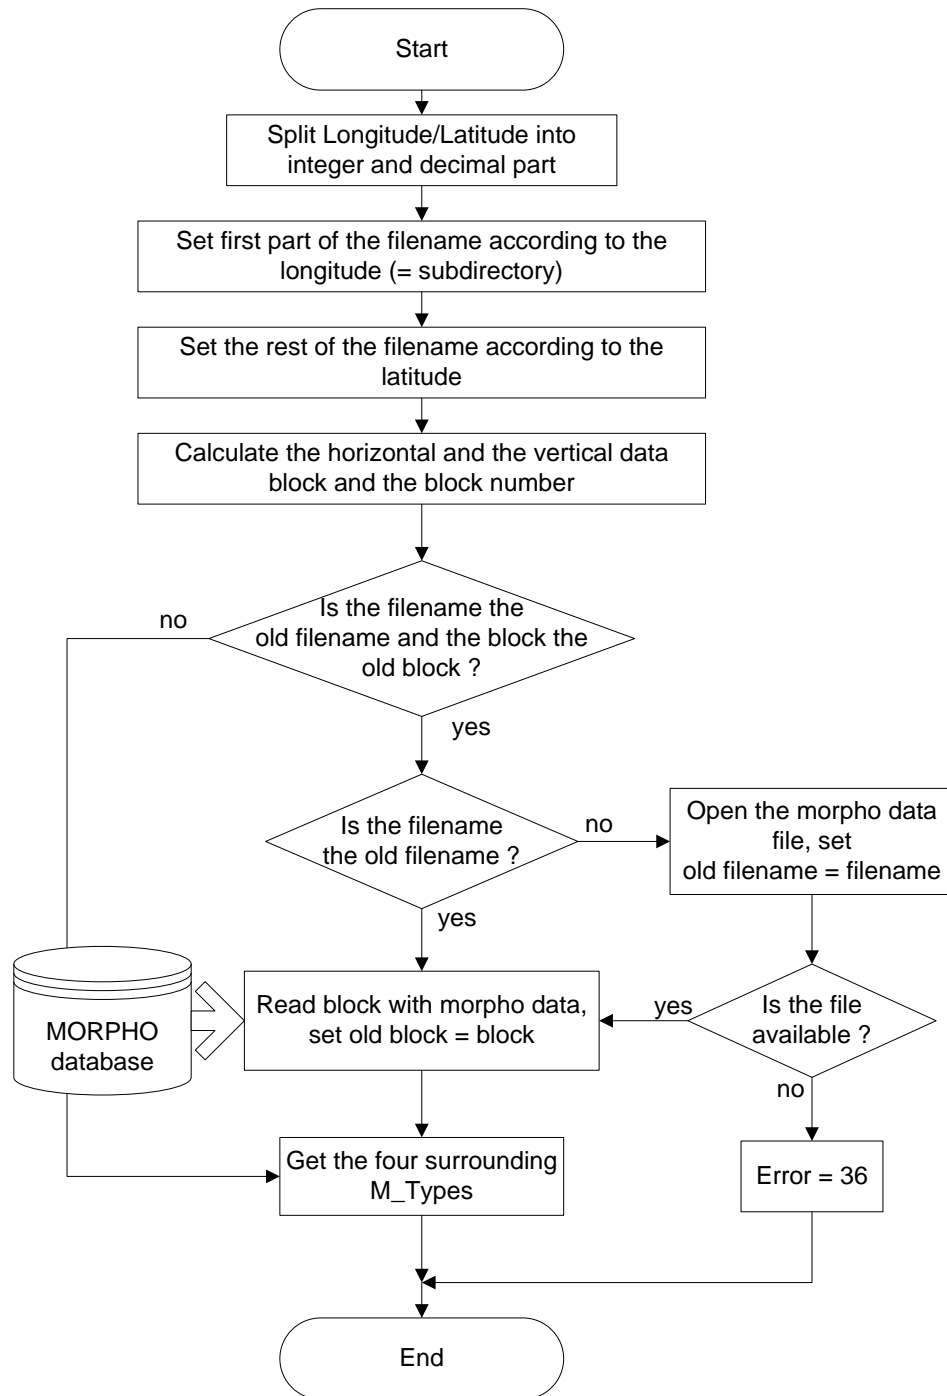 Start
Split Longitude/Latitude into
integer and decimal part
Set first part of the filename according to the
longitude (= subdirectory)
Set the rest of the filename according to the
latitude
Calculate the horizontal and the vertical data
block and the block number
Is the filename the
old filename and the block the
old block ?
no
yes
Is the filename
the old filename ?
no
Open the morpho data
file, set
old filename = filename
yes
MORPHO
database
Read block with morpho data,
set old block = block
yes
Is the file
available ?
no
Get the four surrounding
M_Types
Error = 36
End